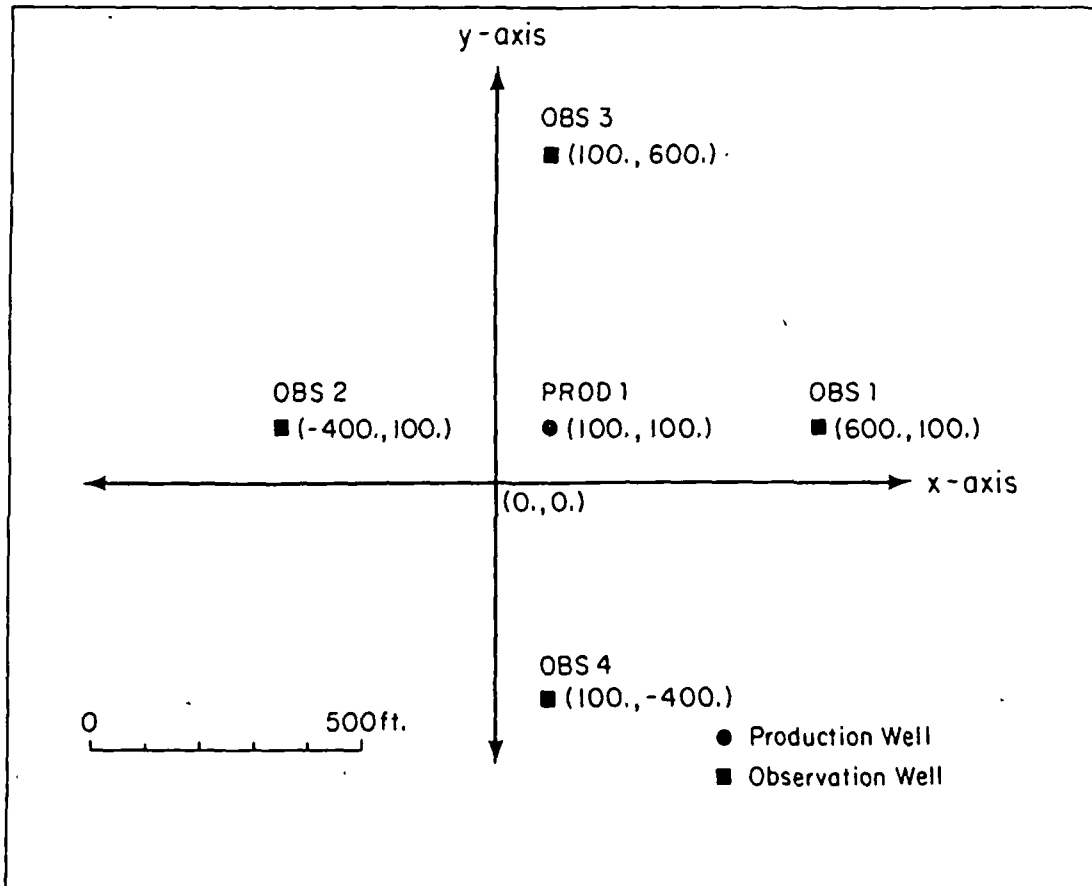 y-axis
OBS 3
(100., 600.)
OBS 2
(-400., 100.)
PROD 1
(100., 100.)
OBS 1
(600., 100.)
x-axis
(0., 0.)
OBS 4
(100., -400.)
0 500ft.
Production Well
Observation Well